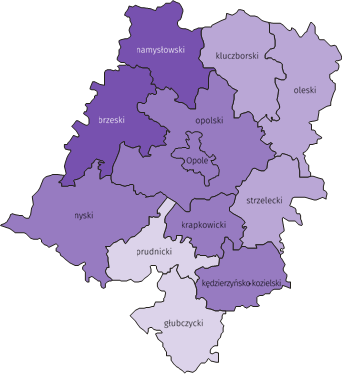 namysłowski
kluczborski
oleski
brzeski
opolski
Opole
strzelecki
nyski
krapkowicki
prudnicki
kędzierzyńsko-kozielski
głubczycki